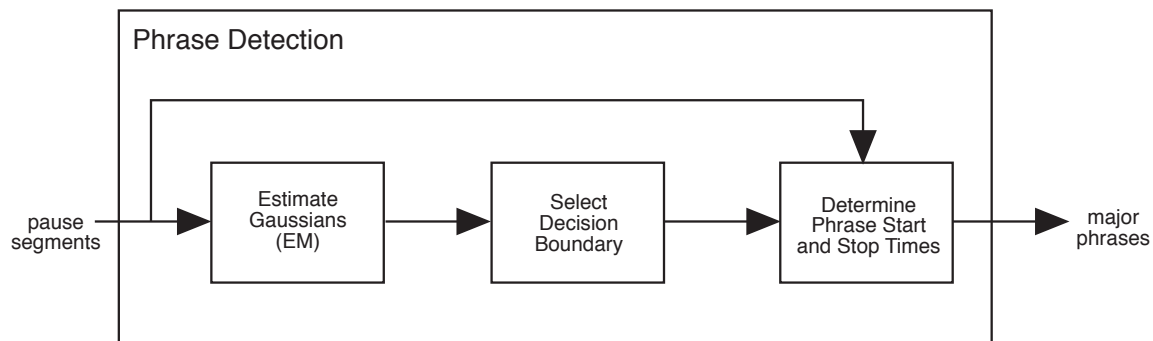 Phrase Detection
pause
segments
Estimate
Gaussians
(EM)
Select
Decision
Boundary
Determine
Phrase Start
and Stop Times
major
phrases